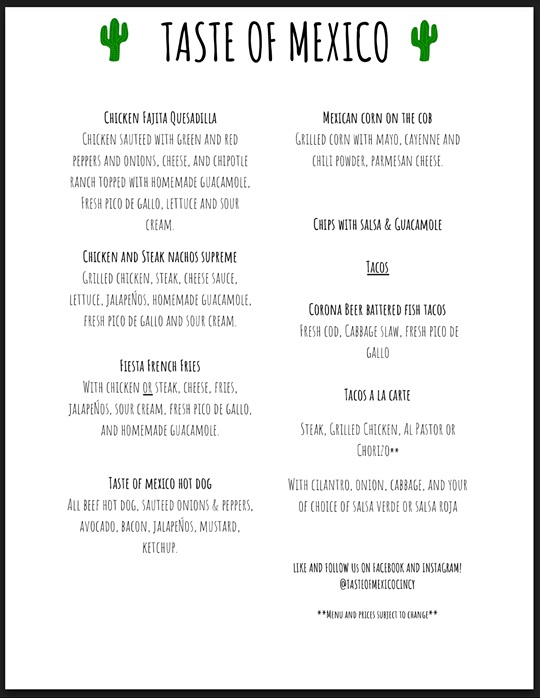 TASTE OF MEXICO
Chicken Fajita Quesadilla
Chicken sauteed with green and red
peppers and onions, cheese, and chipotle
ranch topped with homemade guacamole,
Fresh pico de gallo, lettuce and sour
cream.
Chicken and Steak nachos supreme
Grilled chicken, steak, cheese sauce,
lettuce, jalapeños, homemade guacamole,
fresh pico de gallo and sour cream.
Fiesta French Fries
With chicken or steak, cheese, fries,
jalapeños, sour cream, fresh pico de gallo,
and homemade guacamole.
Taste of mexico hot dog
All beef hot dog, sauteed onions & peppers,
avocado, bacon, jalapeños, mustard,
ketchup.
Mexican corn on the cob
Grilled corn with mayo, cayenne and
chili powder, parmesan cheese.
Chips with salsa & Guacamole
Tacos
Corona Beer battered fish tacos
Fresh cod, Cabbage slaw, fresh pico de
gallo
Tacos a la carte
Steak, Grilled Chicken, Al Pastor or
Chorizo**
With cilantro, onion, cabbage, and your
of choice of salsa verde or salsa roja
LIKE AND FOLLOW US ON FACEBOOK AND INSTAGRAM!
@TASTEOFMEXICOCINCY
**Menu and prices subject to change**